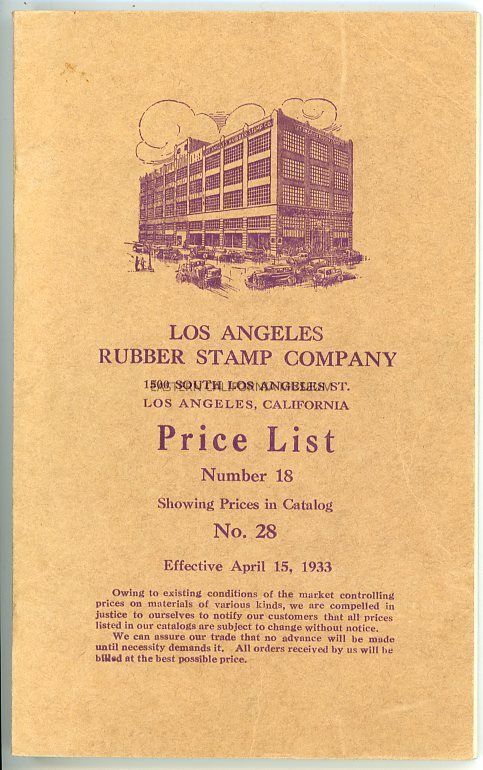 LOS ANGELES
RUBBER STAMP COMPANY
1500 SOUTH LOS ANGELES ST.
LOS ANGELES, CALIFORNIA
Price List
Number 18
Showing Prices in Catalog
No. 28
Effective April 15, 1933
Owing to existing conditions of the market controlling
prices on materials of various kinds, we are compelled in
justice to ourselves to notify our customers that all prices
listed in our catalogs are subject to change without notice.
We can assure our trade that no advance will be made
until necessity demands it. All orders received by us will be
billed at the best possible price.